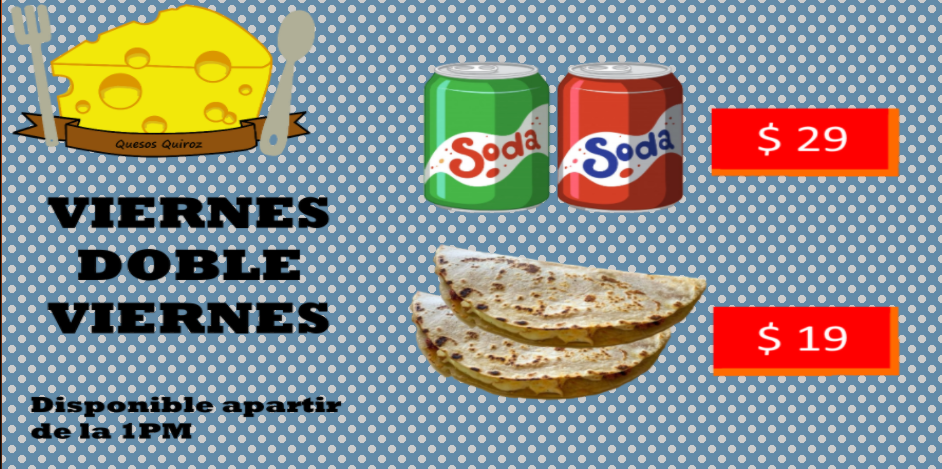 Quesos Quiroz
VIERNES
DOBLE
VIERNES
Disponible apartir
de la 1PM
Soda
Soda
$ 29
$ 19